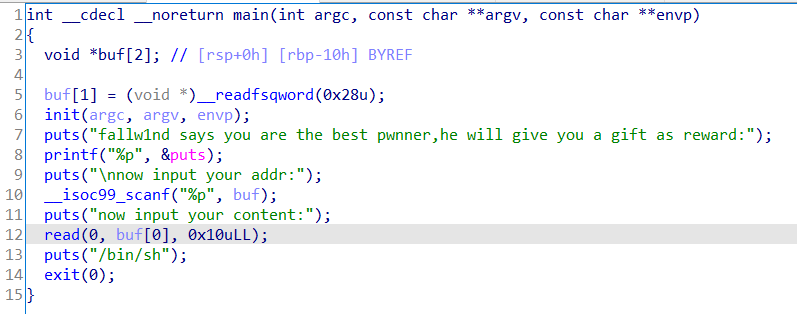 1 int __cdecl __noreturn main(int argc, const char **argv, const char **envp)
2 {
3   void *buf[2]; // [rsp+0h] [rbp-10h] BYREF
4
5   buf[1] = (void *)__readfsqword(0x28u);
6   init(argc, argv, envp);
7   puts("fallw1nd says you are the best pwnner,he will give you a gift as reward:");
8   printf("%p", &puts);
9   puts("\nnow input your addr:");
10   __isoc99_scanf("%p", buf);
11   puts("now input your content:");
12   read(0, buf[0], 0x10uLL);
13   puts("/bin/sh");
14   exit(0);
15 }